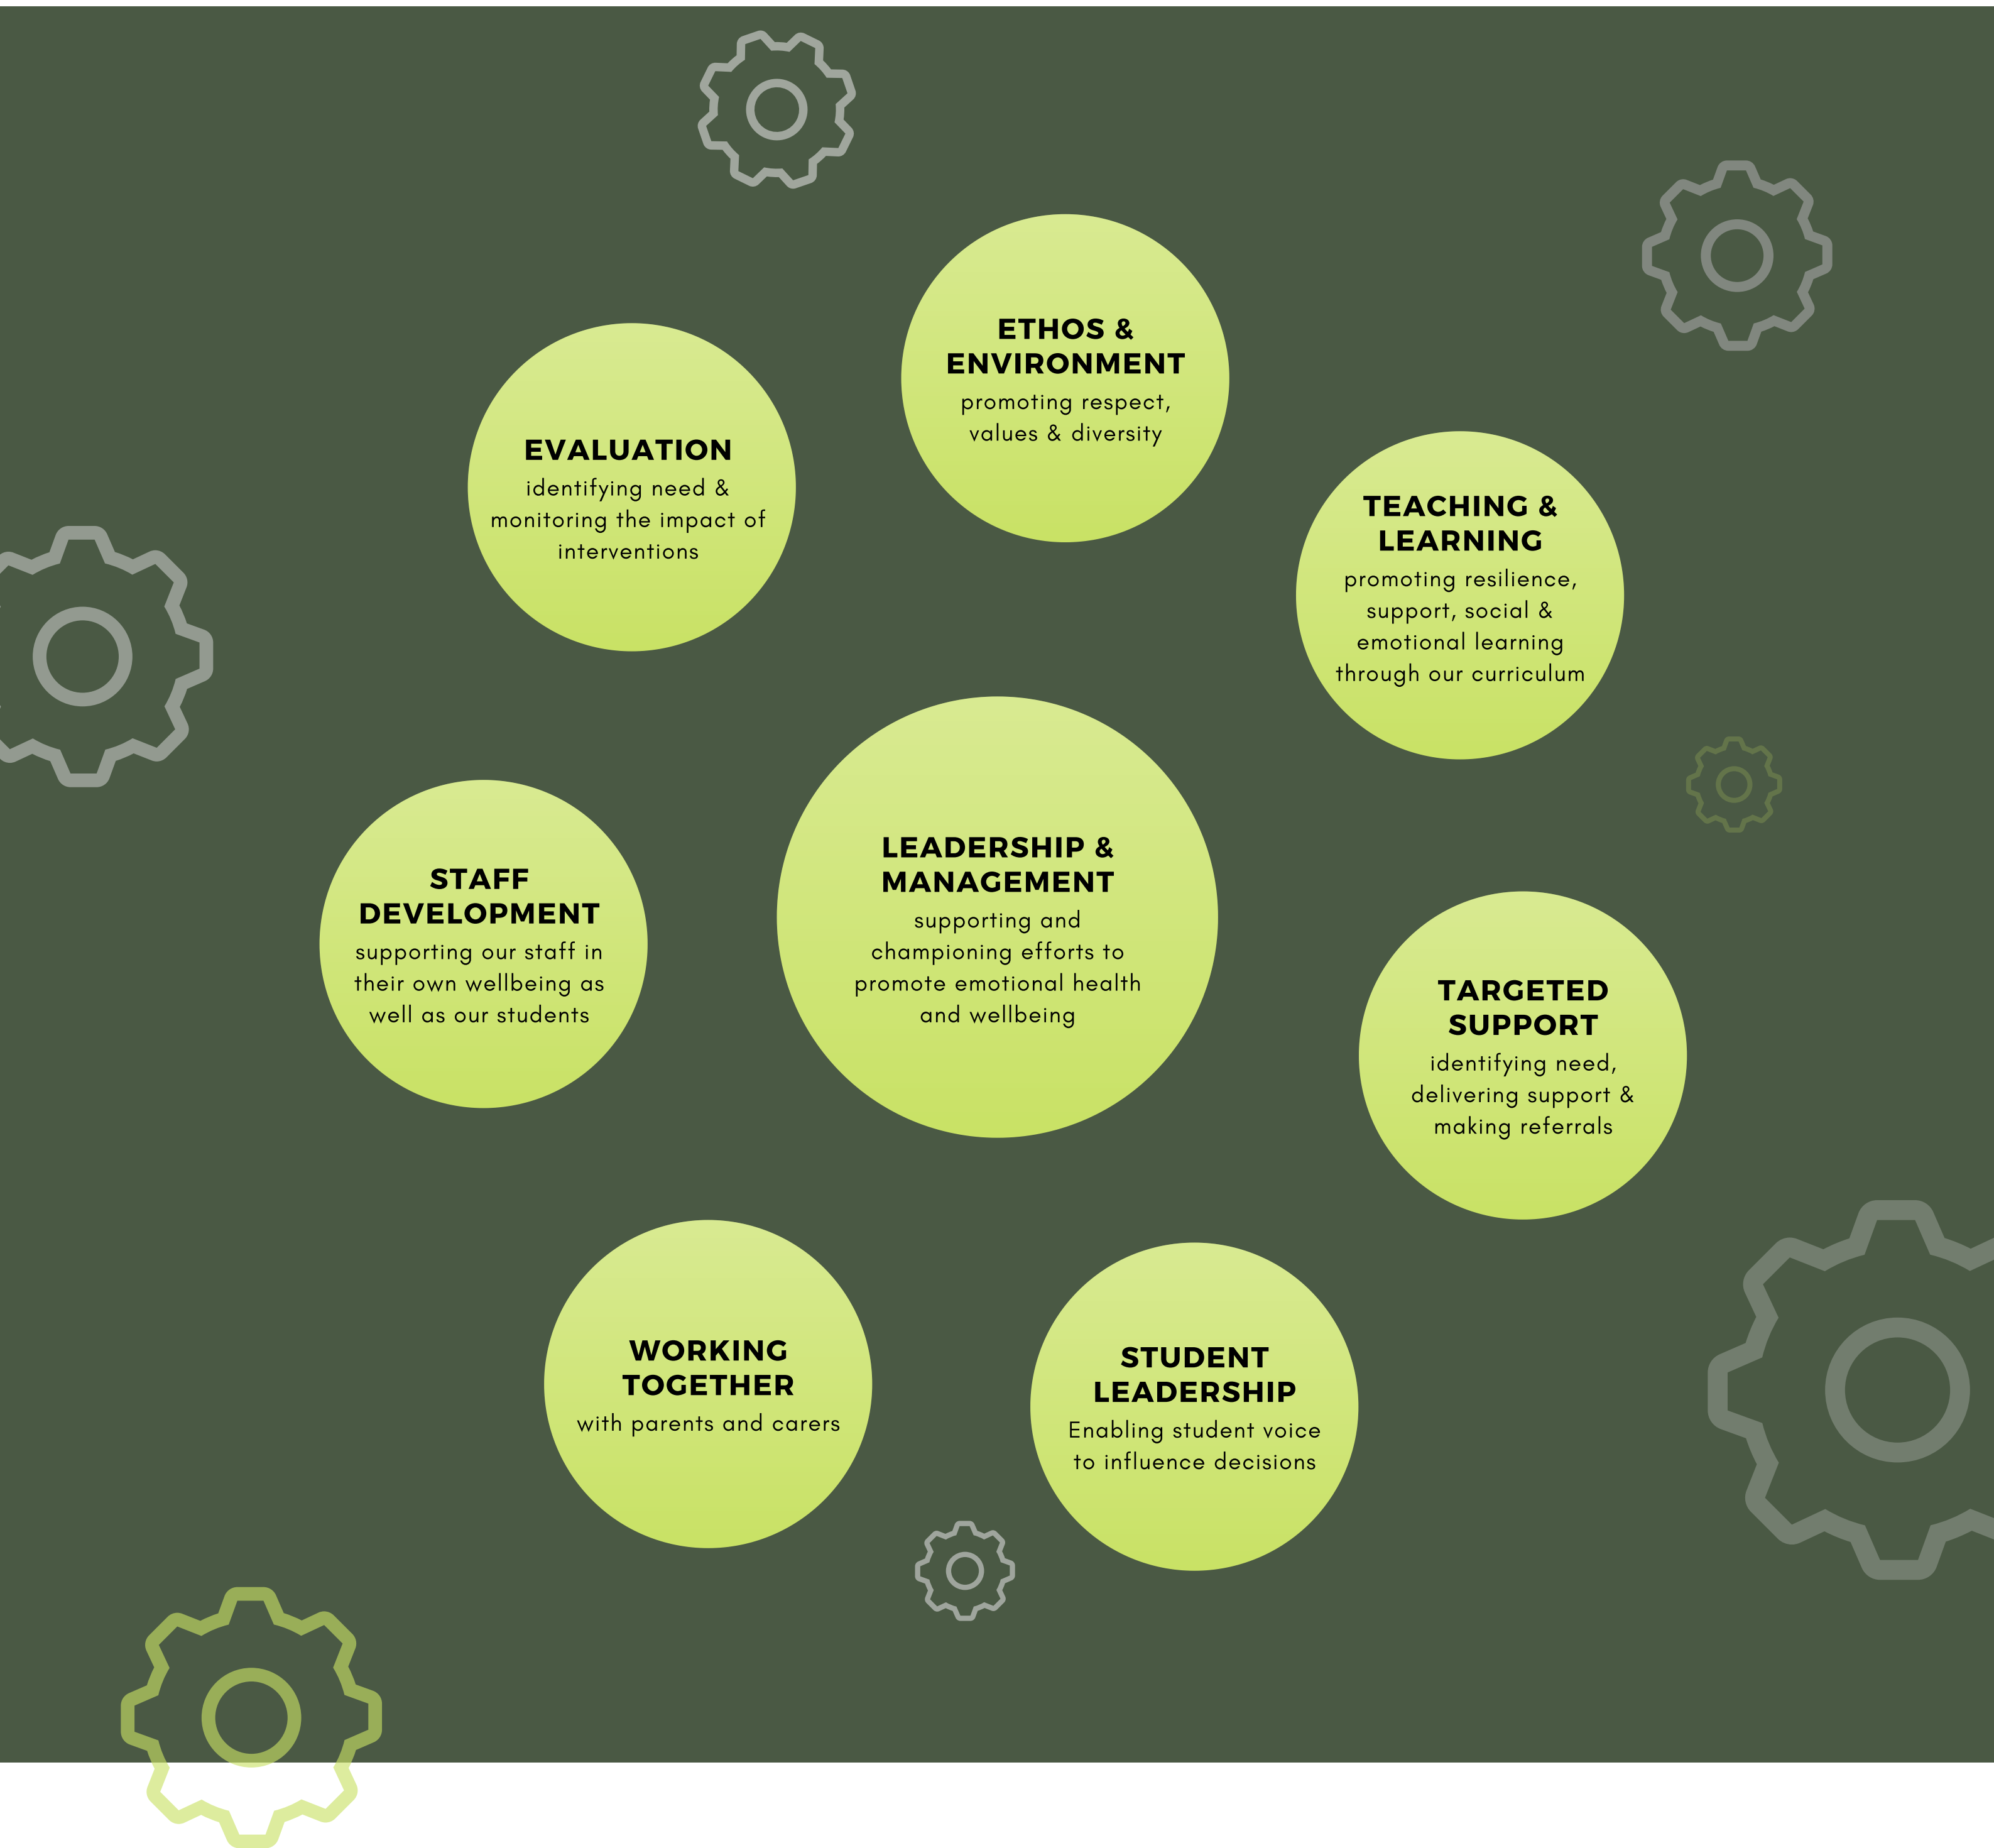 ETHOS &
ENVIRONMENT
promoting respect,
values & diversity
EVALUATION
identifying need &
monitoring the impact of
interventions
TEACHING &
LEARNING
promoting resilience,
support, social &
emotional learning
through our curriculum
LEADERSHIP &
MANAGEMENT
supporting and
championing efforts to
promote emotional health
and wellbeing
STAFF
DEVELOPMENT
supporting our staff in
their own wellbeing as
well as our students
TARGETED
SUPPORT
identifying need,
delivering support &
making referrals
WORKING
TOGETHER
with parents and carers
STUDENT
LEADERSHIP
Enabling student voice
to influence decisions